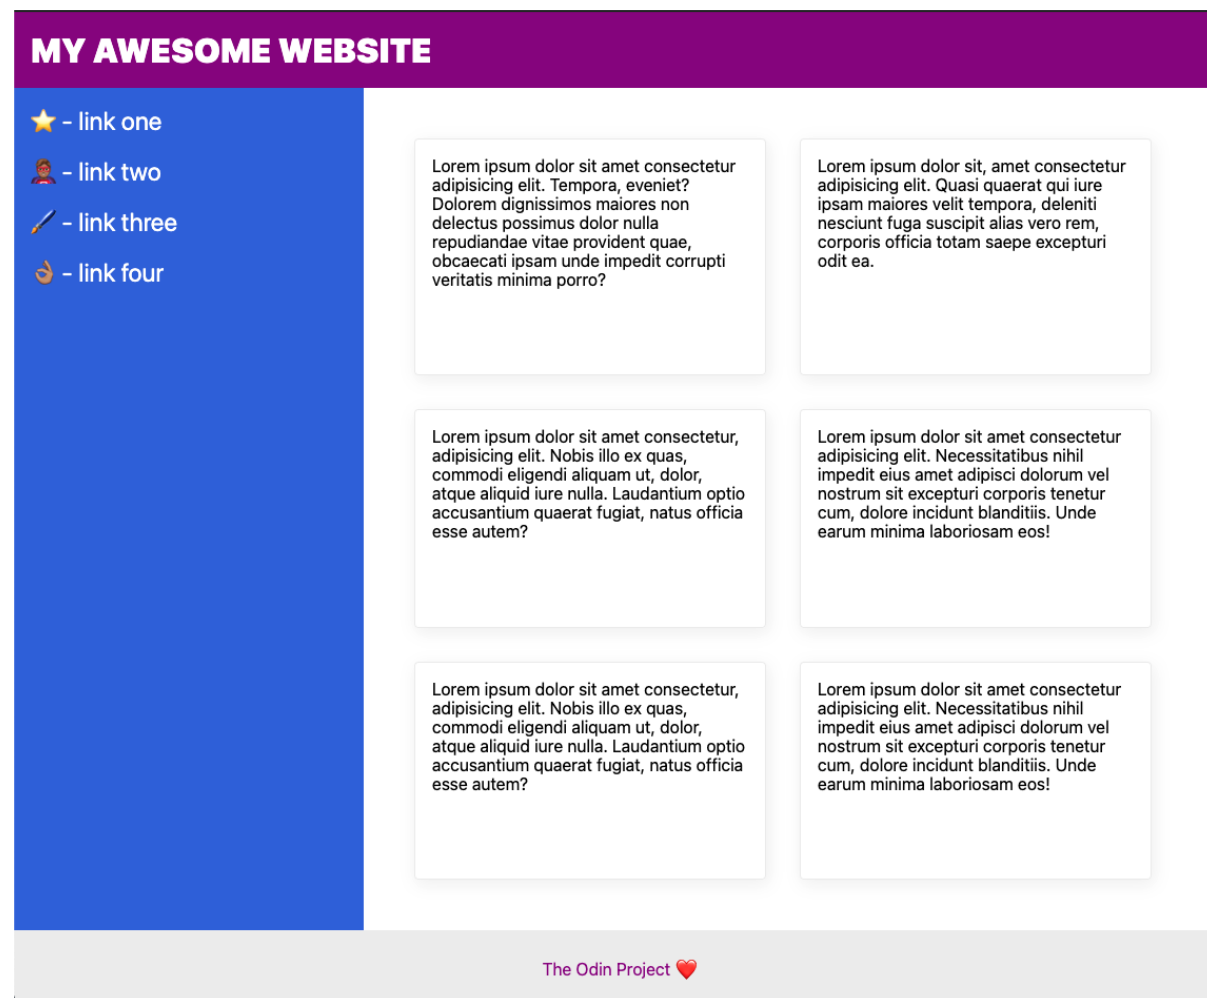 MY AWESOME WEBSITE
⭐ - link one
🦸🏽‍♂️ - link two
🖌️ - link three
👌🏽 - link four
Lorem ipsum dolor sit amet consectetur
adipisicing elit. Tempora, eveniet?
Dolorem dignissimos maiores non
delectus possimus dolor nulla
repudiandae vitae provident quae,
obcaecati ipsam unde impedit corrupti
veritatis minima porro?
Lorem ipsum dolor sit, amet consectetur
adipisicing elit. Quasi quaerat qui iure
ipsam maiores velit tempora, deleniti
nesciunt fuga suscipit alias vero rem,
corporis officia totam saepe excepturi
odit ea.
Lorem ipsum dolor sit amet consectetur,
adipisicing elit. Nobis illo ex quas,
commodi eligendi aliquam ut, dolor,
atque aliquid iure nulla. Laudantium optio
accusantium quaerat fugiat, natus officia
esse autem?
Lorem ipsum dolor sit amet consectetur
adipisicing elit. Necessitatibus nihil
impedit eius amet adipisci dolorum vel
nostrum sit excepturi corporis tenetur
cum, dolore incidunt blanditiis. Unde
earum minima laboriosam eos!
Lorem ipsum dolor sit amet consectetur,
adipisicing elit. Nobis illo ex quas,
commodi eligendi aliquam ut, dolor,
atque aliquid iure nulla. Laudantium optio
accusantium quaerat fugiat, natus officia
esse autem?
Lorem ipsum dolor sit amet consectetur
adipisicing elit. Necessitatibus nihil
impedit eius amet adipisci dolorum vel
nostrum sit excepturi corporis tenetur
cum, dolore incidunt blanditiis. Unde
earum minima laboriosam eos!
The Odin Project ❤️